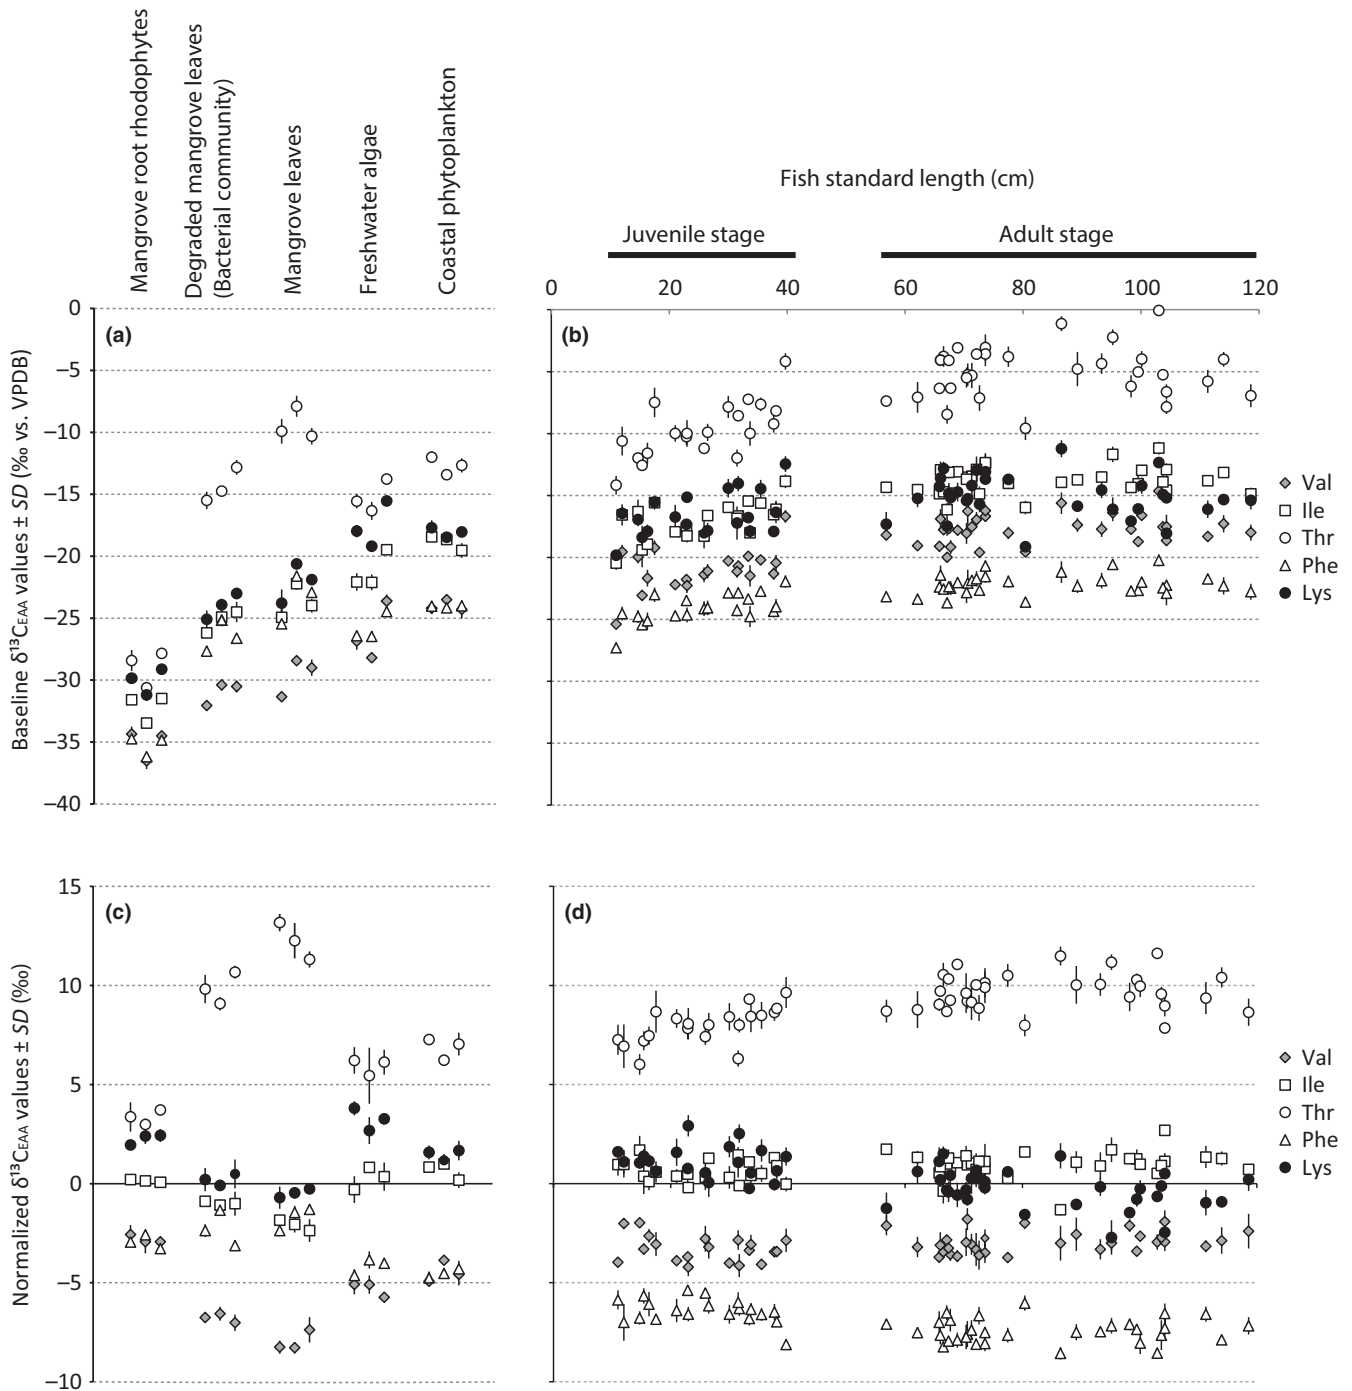 Mangrove root rhodophytes
Degraded mangrove leaves
(Bacterial community)
Mangrove leaves
Freshwater algae
Coastal phytoplankton
Fish standard length (cm)
Juvenile stage
Adult stage
0 20 40 60 80 100 120
(a)
(b)
0
−5
−10
−15
−20
−25
−30
−35
−40
Baseline δ¹³CEAA values ± SD (‰ vs. VPDB)
Val
Ile
Thr
Phe
Lys
(c)
(d)
15
10
5
0
−5
−10
Normalized δ¹³CEAA values ± SD (‰)
Val
Ile
Thr
Phe
Lys